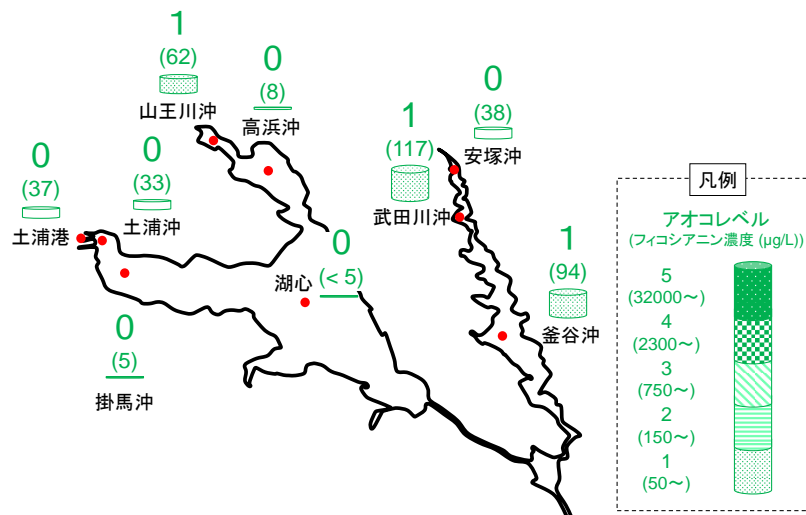 1
(62)
山王川沖
0
(8)
高浜沖
0
(37)
土浦港
0
(33)
土浦沖
0
(5)
掛馬沖
0
(< 5)
湖心
1
(117)
武田川沖
0
(38)
安塚沖
1
(94)
釜谷沖
凡例
アオコレベル
(フィコシアニン濃度 (µg/L))
5
(32000～)
4
(2300～)
3
(750～)
2
(150～)
1
(50～)